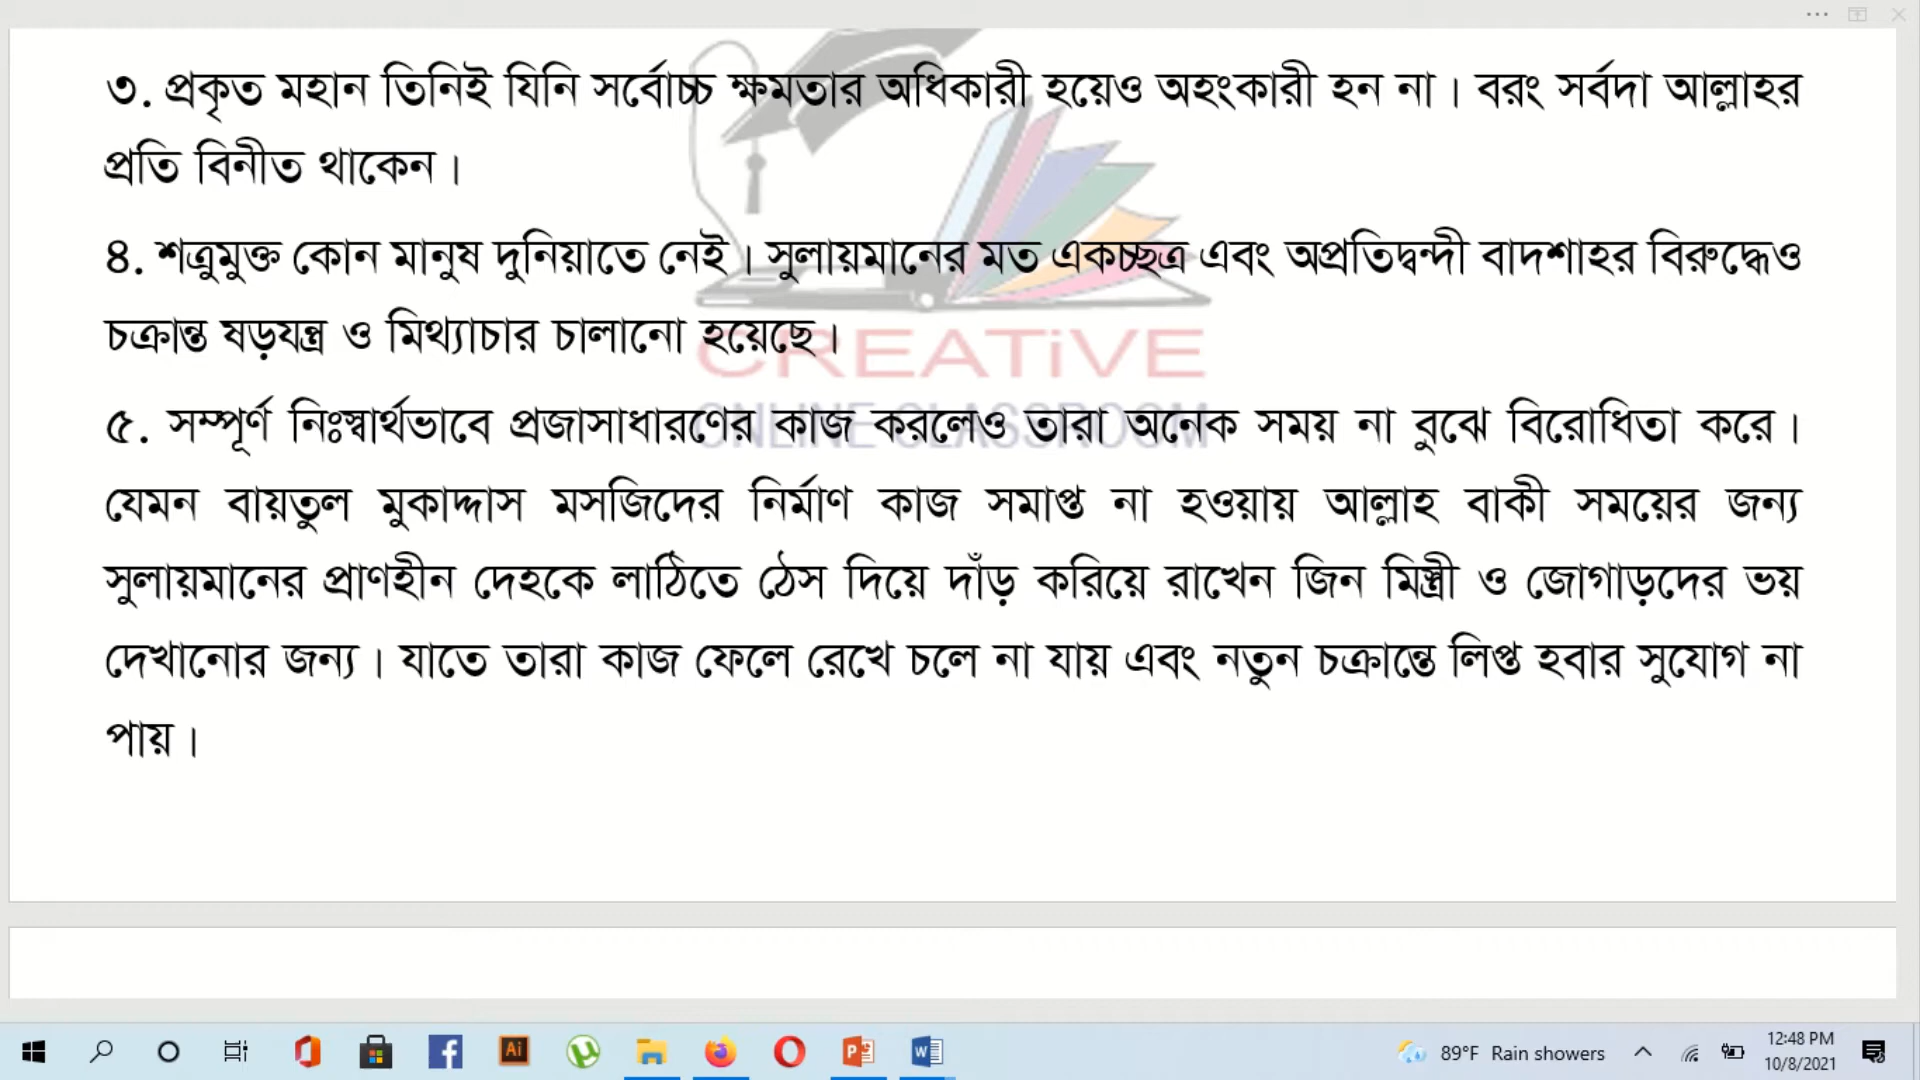 ৩. প্রকৃত মহান তিনিই যিনি সর্বোচ্চ ক্ষমতার অধিকারী হয়েও অহংকারী হন না। বরং সর্বদা আল্লাহর
প্রতি বিনীত থাকেন।
৪. শত্রুমুক্ত কোন মানুষ দুনিয়াতে নেই। সুলায়মানের মত একচ্ছত্র এবং অপ্রতিদ্বন্দী বাদশাহর বিরুদ্ধেও
চক্রান্ত ষড়যন্ত্র ও মিথ্যাচার চালানো হয়েছে।
CREATiVE
৫. সম্পূর্ণ নিঃস্বার্থভাবে প্রজাসাধারণের কাজ করলেও তারা অনেক সময় না বুঝে বিরোধিতা করে।
ONLINE CLASSROOM
যেমন বায়তুল মুকাদ্দাস মসজিদের নির্মাণ কাজ সমাপ্ত না হওয়ায় আল্লাহ বাকী সময়ের জন্য
সুলায়মানের প্রাণহীন দেহকে লাঠিতে ঠেস দিয়ে দাঁড় করিয়ে রাখেন জিন মিস্ত্রী ও জোগাড়দের ভয়
দেখানোর জন্য। যাতে তারা কাজ ফেলে রেখে চলে না যায় এবং নতুন চক্রান্তে লিপ্ত হবার সুযোগ না
পায়।
Ai
89°F Rain showers
12:48 PM
10/8/2021